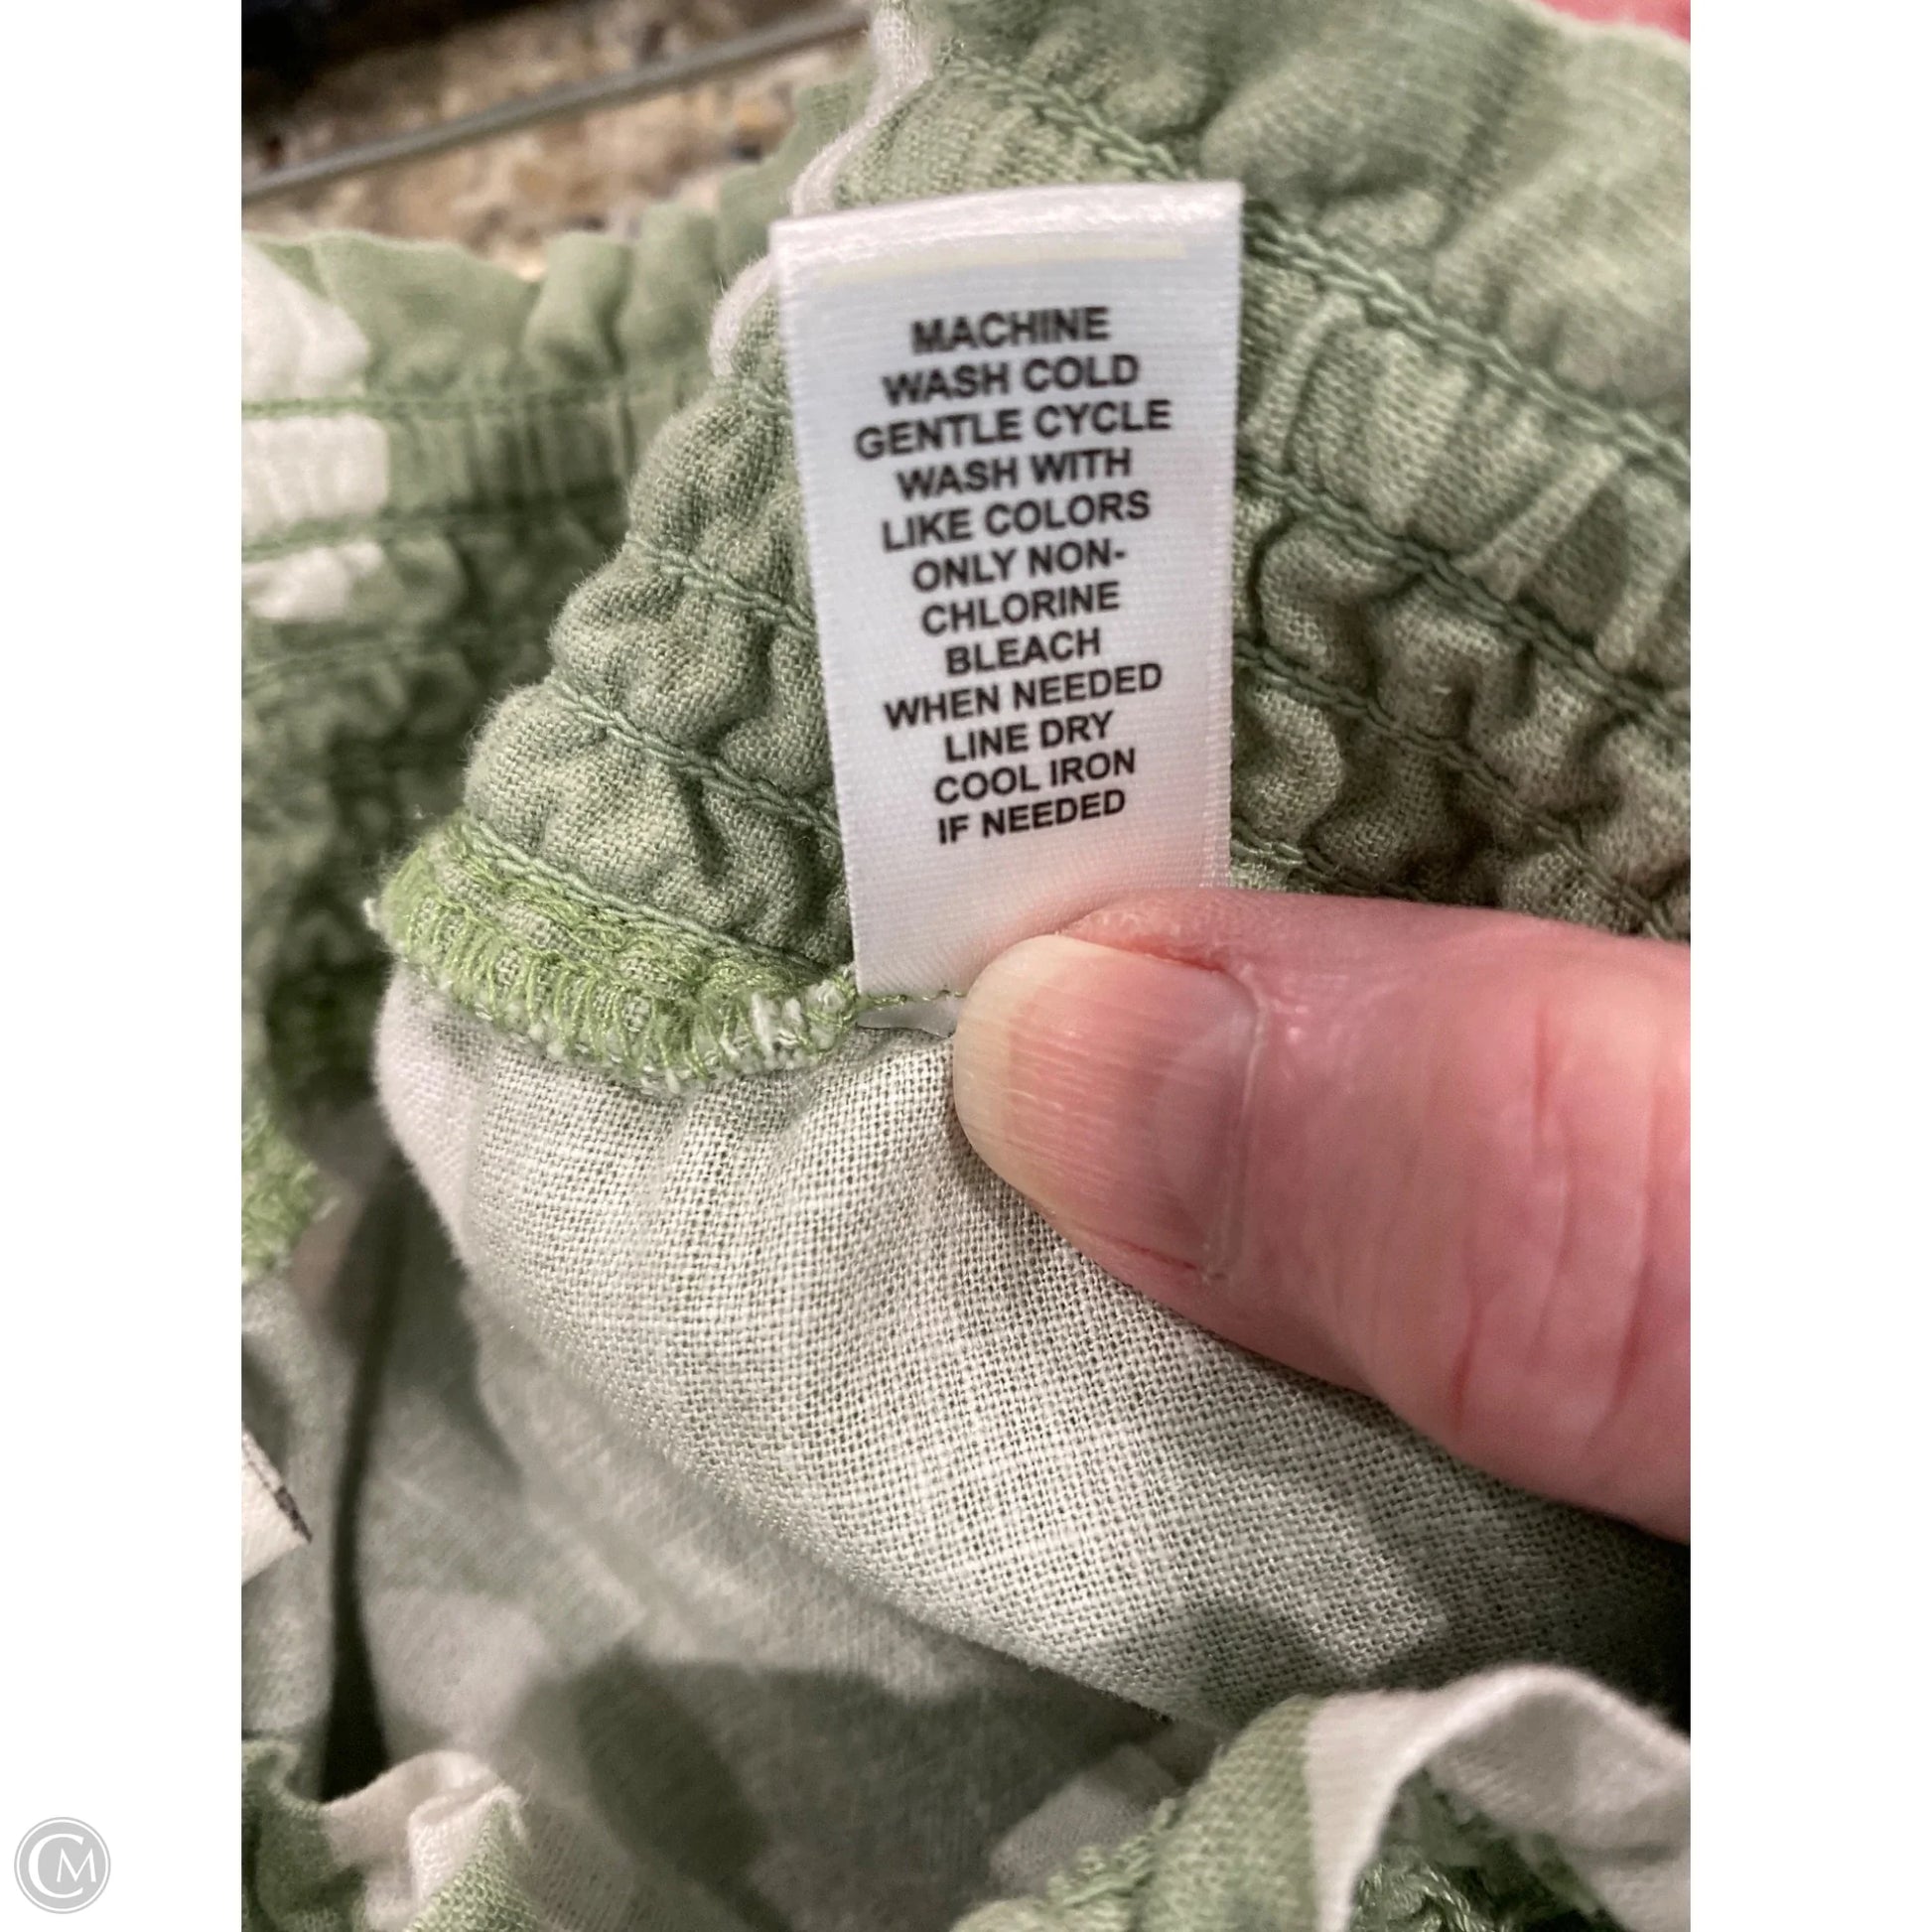 MACHINE
WASH COLD
GENTLE CYCLE
WASH WITH
LIKE COLORS
ONLY NON-
CHLORINE
BLEACH
WHEN NEEDED
LINE DRY
COOL IRON
IF NEEDED
CM